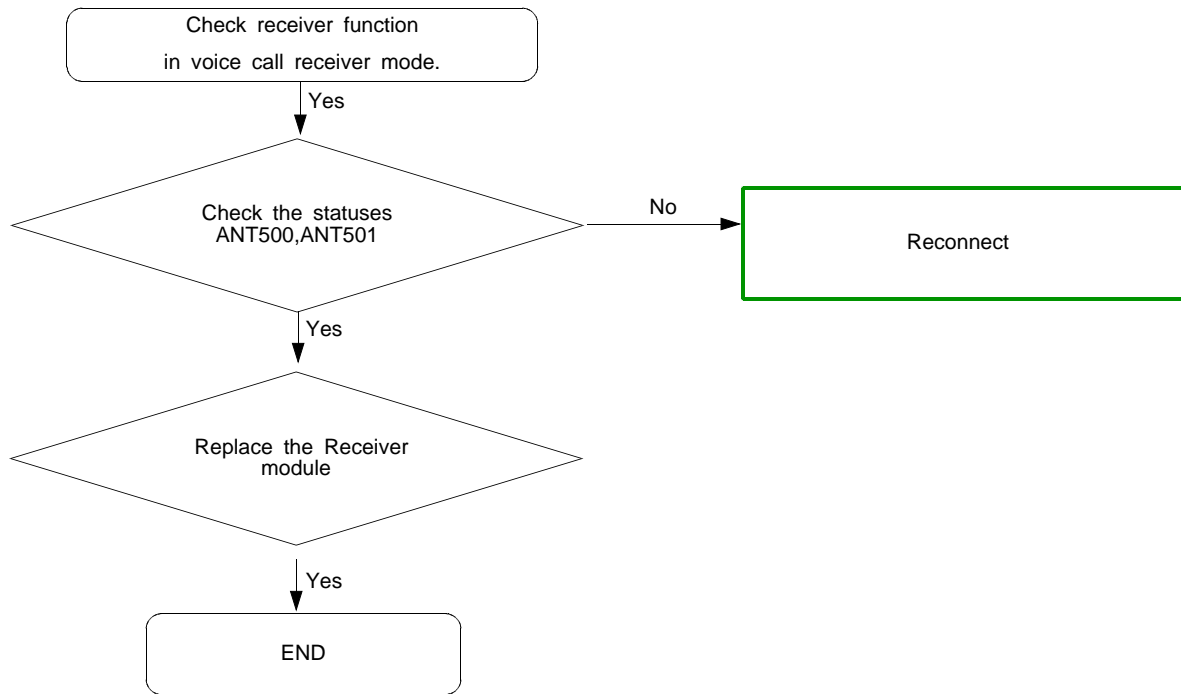 Check receiver function
in voice call receiver mode.
Yes
Check the statuses
ANT500,ANT501
No
Reconnect
Yes
Replace the Receiver
module
Yes
END